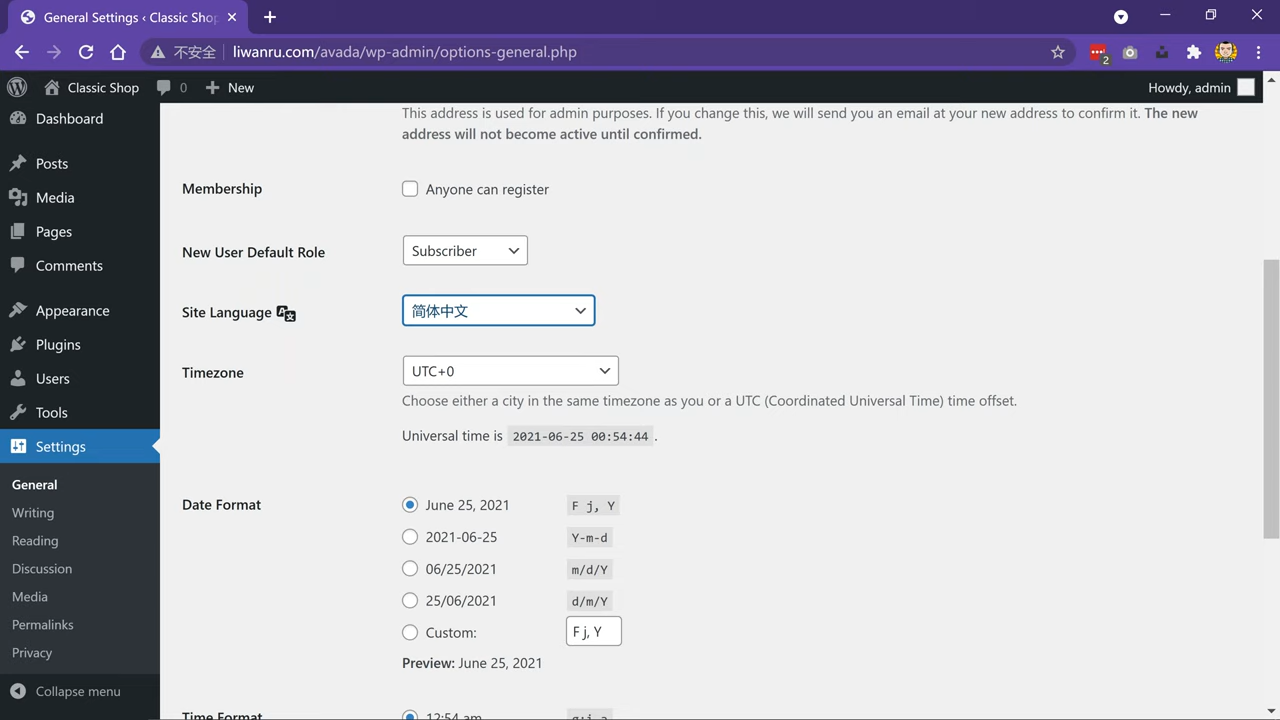 General Settings ‹ Classic Shop
不安全
liwanru.com/avada/wp-admin/options-general.php
2
Classic Shop
0
New
Howdy, admin
Dashboard
Posts
Media
Pages
Comments
Appearance
Plugins
Users
Tools
Settings
General
Writing
Reading
Discussion
Media
Permalinks
Privacy
Collapse menu
This address is used for admin purposes. If you change this, we will send you an email at your new address to confirm it. The new
address will not become active until confirmed.
Membership
Anyone can register
New User Default Role
Subscriber
Site Language
简体中文
Timezone
UTC+0
Choose either a city in the same timezone as you or a UTC (Coordinated Universal Time) time offset.
Universal time is 2021-06-25 00:54:44 .
Date Format
June 25, 2021 F j, Y
2021-06-25 Y-m-d
06/25/2021 m/d/Y
25/06/2021 d/m/Y
Custom: F j, Y
Preview: June 25, 2021
Time Format
12:54 am g:i a